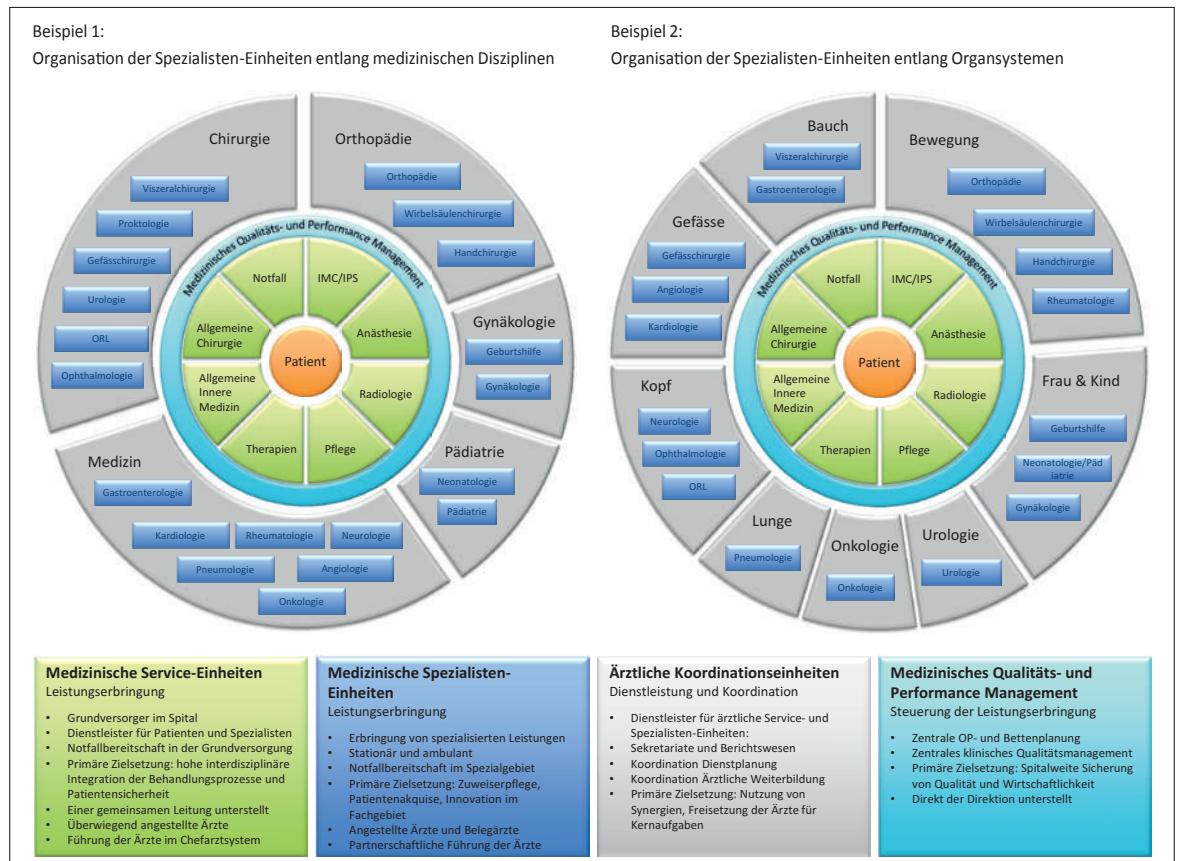 Beispiel 1:
Organisation der Spezialisten-Einheiten entlang medizinischen Disziplinen
Chirurgie
Viszeralchirurgie
Proktologie
Gefässchirurgie
Urologie
ORL
Ophthalmologie
Orthopädie
Orthopädie
Wirbelsäulenchirurgie
Handchirurgie
Gynäkologie
Geburtshilfe
Gynäkologie
Pädiatrie
Neonatologie
Pädiatrie
Medizin
Gastroenterologie
Kardiologie
Rheumatologie
Neurologie
Pneumologie
Angiologie
Onkologie
Medizinisches Qualitäts- und Performance Management
Notfall
IMC/IPS
Allgemeine
Chirurgie
Anästhesie
Patient
Allgemeine
Innere
Medizin
Radiologie
Therapien
Pflege
Beispiel 2:
Organisation der Spezialisten-Einheiten entlang Organsystemen
Bauch
Viszeralchirurgie
Gastroenterologie
Bewegung
Orthopädie
Wirbelsäulenchirurgie
Handchirurgie
Rheumatologie
Gefässe
Gefässchirurgie
Angiologie
Kardiologie
Kopf
Neurologie
Ophthalmologie
ORL
Frau & Kind
Geburtshilfe
Neonatologie/Päd
iatrie
Gynäkologie
Lunge
Pneumologie
Onkologie
Onkologie
Urologie
Urologie
Medizinisches Qualitäts- und Performance Management
Notfall
IMC/IPS
Allgemeine
Chirurgie
Anästhesie
Patient
Allgemeine
Innere
Medizin
Radiologie
Therapien
Pflege
Medizinische Service-Einheiten
Leistungserbringung
• Grundversorger im Spital
• Dienstleister für Patienten und Spezialisten
• Notfallbereitschaft in der Grundversorgung
• Primäre Zielsetzung: hohe interdisziplinäre
Integration der Behandlungsprozesse und
Patientensicherheit
• Einer gemeinsamen Leitung unterstellt
• Überwiegend angestellte Ärzte
• Führung der Ärzte im Chefarztsystem
Medizinische Spezialisten-
Einheiten
Leistungserbringung
• Erbringung von spezialisierten Leistungen
• Stationär und ambulant
• Notfallbereitschaft im Spezialgebiet
• Primäre Zielsetzung: Zuweiserpflege,
Patientenakquise, Innovation im
Fachgebiet
• Angestellte Ärzte und Belegärzte
• Partnerschaftliche Führung der Ärzte
Ärztliche Koordinationseinheiten
Dienstleistung und Koordination
• Dienstleister für ärztliche Service- und
Spezialisten-Einheiten:
• Sekretariate und Berichtswesen
• Koordination Dienstplanung
• Koordination Ärztliche Weiterbildung
• Primäre Zielsetzung: Nutzung von
Synergien, Freisetzung der Ärzte für
Kernaufgaben
Medizinisches Qualitäts- und
Performance Management
Steuerung der Leistungserbringung
• Zentrale OP- und Bettenplanung
• Zentrales klinisches Qualitätsmanagement
• Primäre Zielsetzung: Spitalweite Sicherung
von Qualität und Wirtschaftlichkeit
• Direkt der Direktion unterstellt